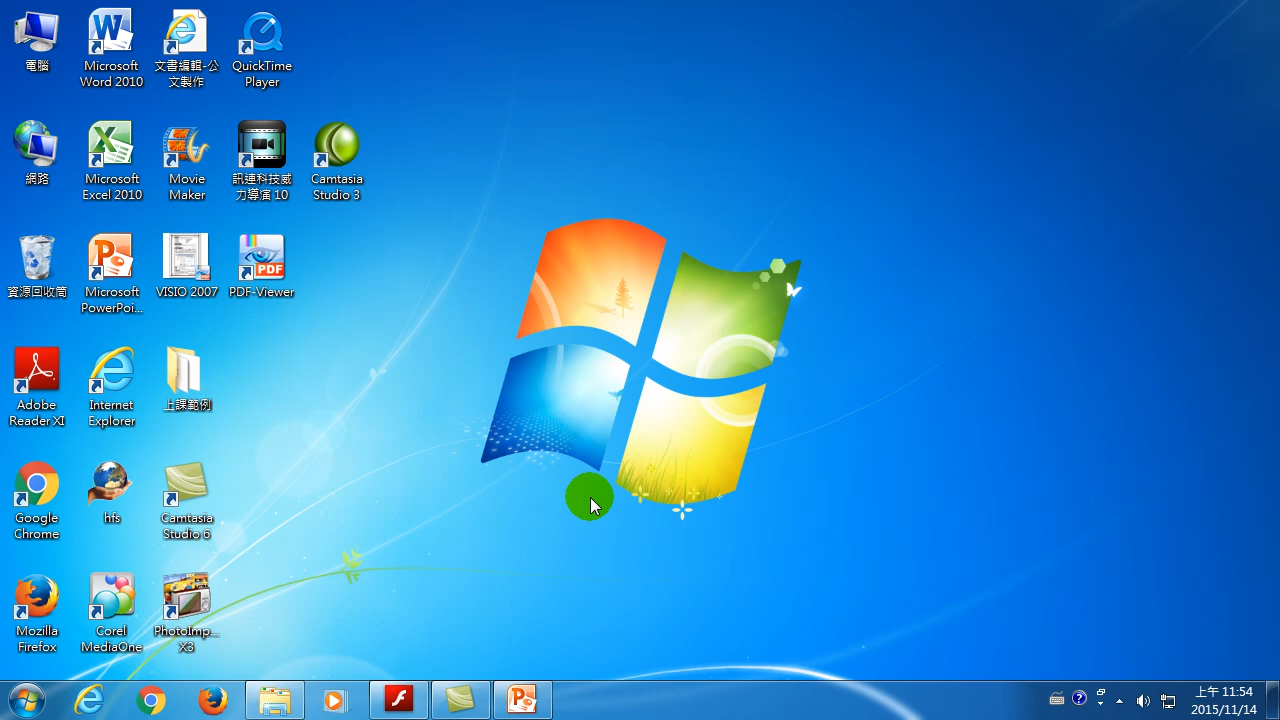 電腦
Microsoft
Word 2010
文書編輯-公
文製作
QuickTime
Player
網路
Microsoft
Excel 2010
Movie
Maker
訊連科技威
力導演 10
Camtasia
Studio 3
資源回收筒
Microsoft
PowerPoi...
VISIO 2007
PDF
PDF-Viewer
Adobe
Reader XI
Internet
Explorer
上課範例
Google
Chrome
hfs
Camtasia
Studio 6
Mozilla
Firefox
Corel
MediaOne
PhotoImp...
X3
上午 11:54
2015/11/14